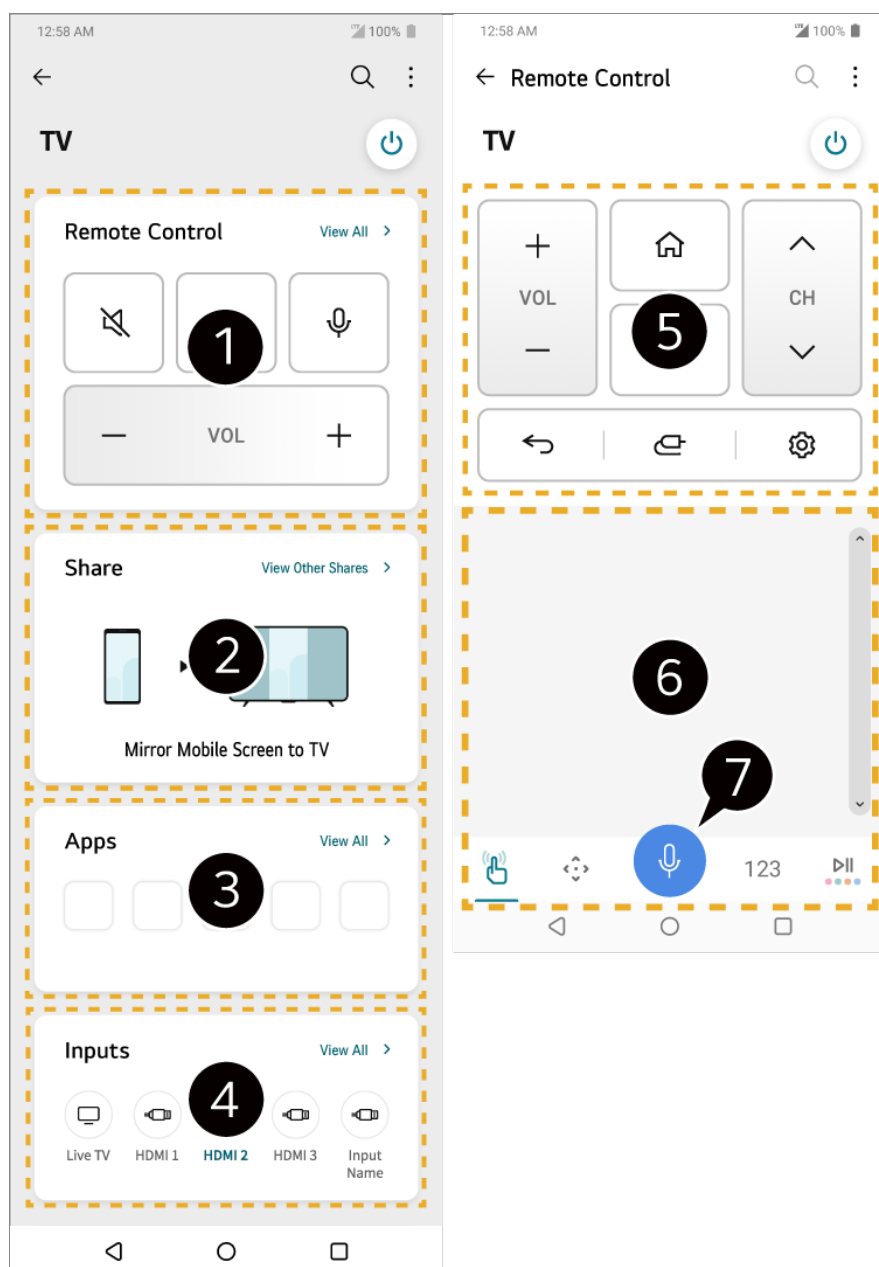 12:58 AM
LTE 100%
TV
Remote Control
View All >
1
VOL
Share
View Other Shares >
2
Mirror Mobile Screen to TV
Apps
View All >
3
Inputs
View All >
4
Live TV
HDMI 1
HDMI 2
HDMI 3
Input
Name
12:58 AM
LTE 100%
Remote Control
TV
VOL
5
CH
6
7
123